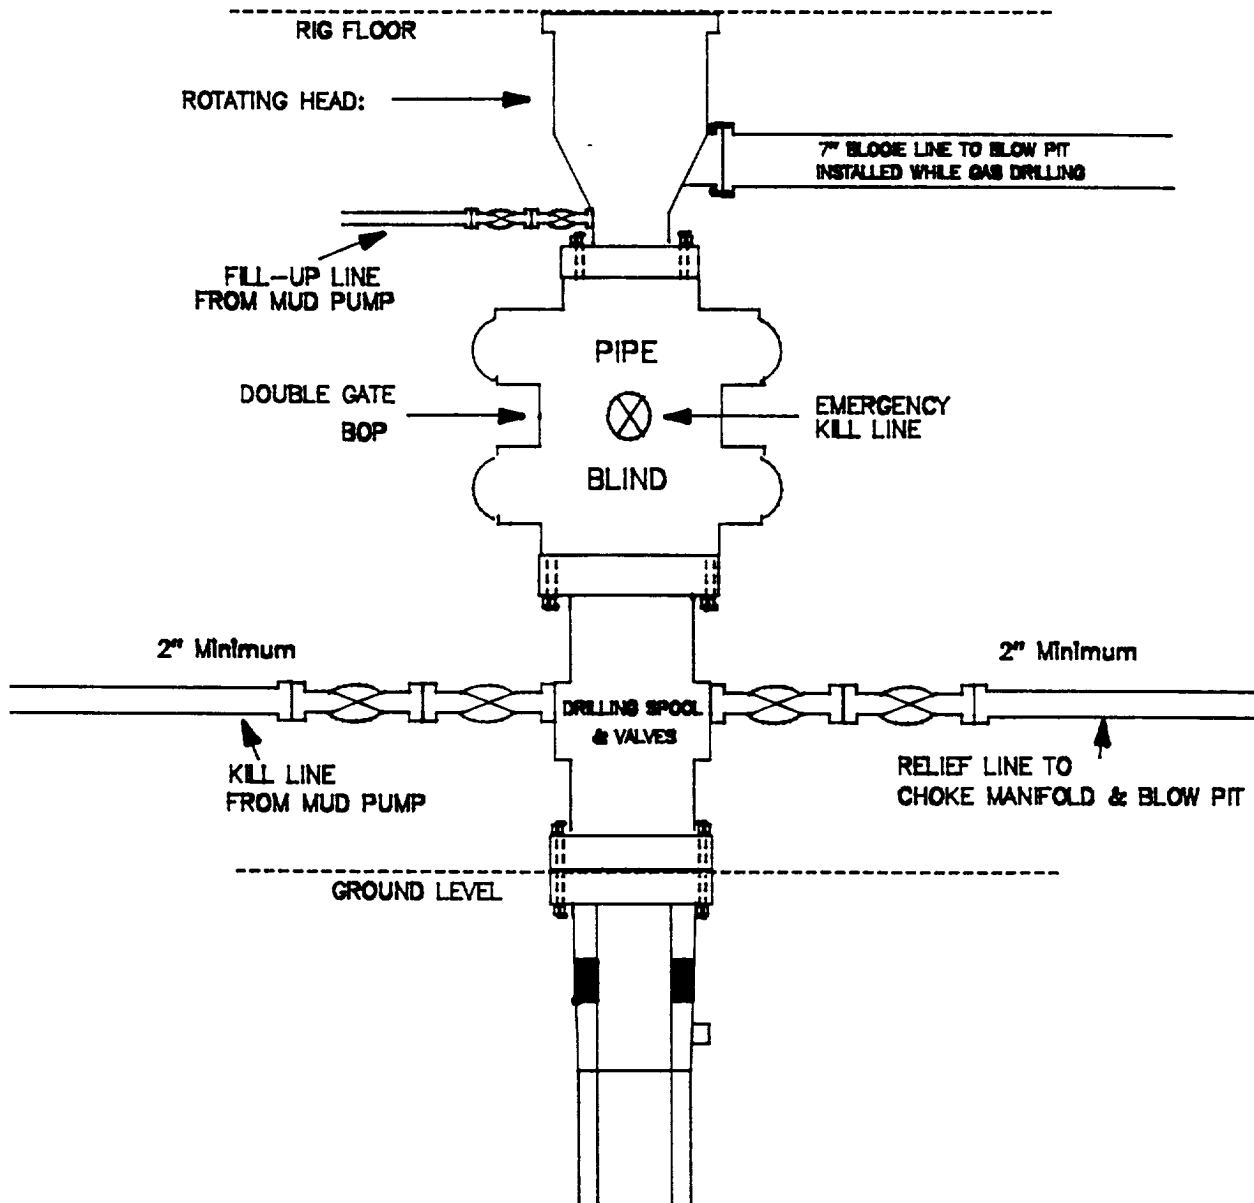 RIG FLOOR
ROTATING HEAD:
7" BLOOIE LINE TO BLOW PIT
INSTALLED WHILE GAS DRILLING
FILL-UP LINE
FROM MUD PUMP
PIPE
DOUBLE GATE
BOP
EMERGENCY
KILL LINE
BLIND
2" Minimum
2" Minimum
DRILLING SPOOL
& VALVES
KILL LINE
FROM MUD PUMP
RELIEF LINE TO
CHOKE MANIFOLD & BLOW PIT
GROUND LEVEL